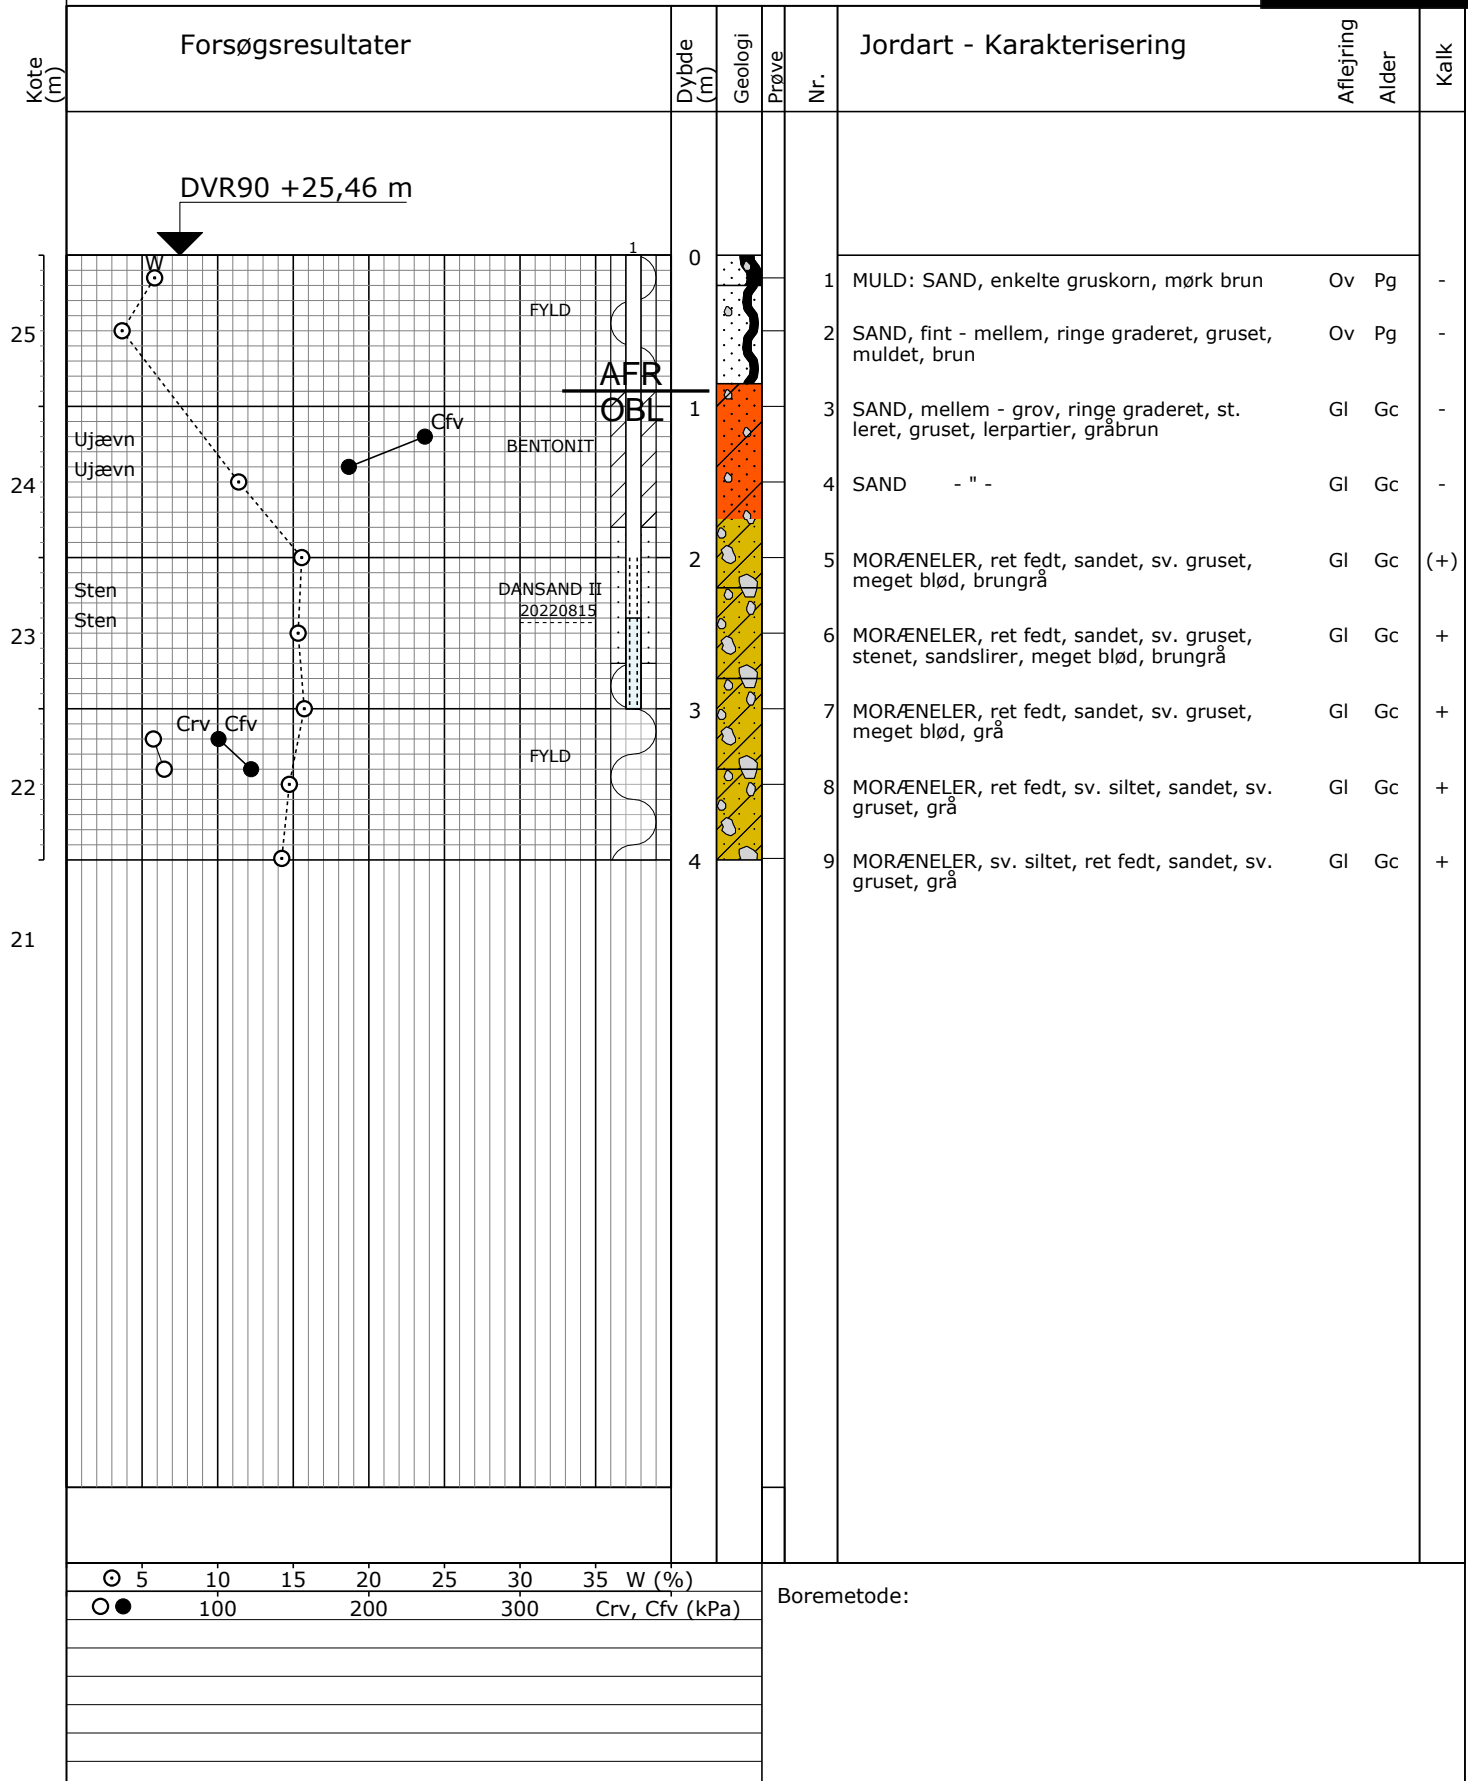 Kote (m)
Forsøgsresultater
Dybde (m)
Geologi
Prøve
Nr.
Jordart - Karakterisering
Aflejring
Alder
Kalk
DVR90 +25,46 m
W
1
0
FYLD
1 MULD: SAND, enkelte gruskorn, mørk brun Ov Pg -
25
2 SAND, fint - mellem, ringe graderet, gruset, Ov Pg -
muldet, brun
AFR
OBL
1
Cfv
3 SAND, mellem - grov, ringe graderet, st. Gl Gc -
leret, gruset, lerpartier, gråbrun
Ujævn
BENTONIT
Ujævn
24
4 SAND - " - Gl Gc -
2
5 MORÆNELER, ret fedt, sandet, sv. gruset, Gl Gc (+)
meget blød, brungrå
Sten
DANSAND II
20220815
Sten
23
6 MORÆNELER, ret fedt, sandet, sv. gruset, Gl Gc +
stenet, sandslirer, meget blød, brungrå
3
7 MORÆNELER, ret fedt, sandet, sv. gruset, Gl Gc +
meget blød, grå
Crv Cfv
FYLD
22
8 MORÆNELER, ret fedt, sv. siltet, sandet, sv. Gl Gc +
gruset, grå
4
9 MORÆNELER, sv. siltet, ret fedt, sandet, sv. Gl Gc +
gruset, grå
21
5 10 15 20 25 30 35 W (%)
100 200 300 Crv, Cfv (kPa)
Boremetode: